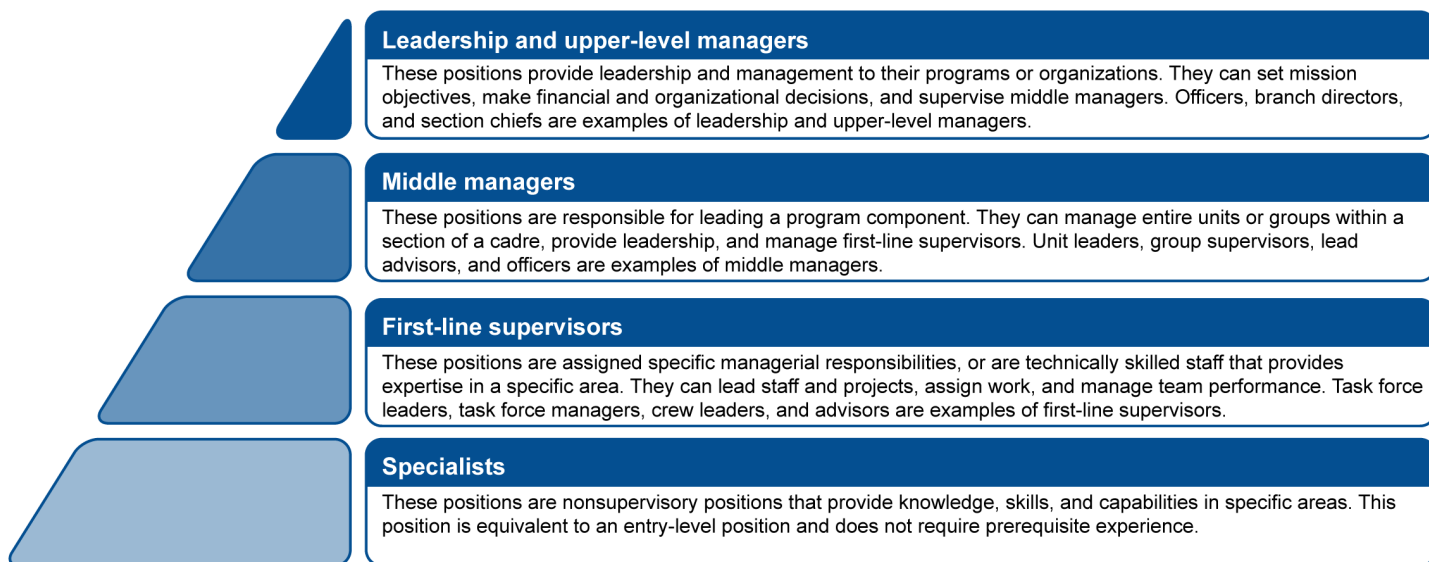 Leadership and upper-level managers
These positions provide leadership and management to their programs or organizations. They can set mission
objectives, make financial and organizational decisions, and supervise middle managers. Officers, branch directors,
and section chiefs are examples of leadership and upper-level managers.
Middle managers
These positions are responsible for leading a program component. They can manage entire units or groups within a
section of a cadre, provide leadership, and manage first-line supervisors. Unit leaders, group supervisors, lead
advisors, and officers are examples of middle managers.
First-line supervisors
These positions are assigned specific managerial responsibilities, or are technically skilled staff that provides
expertise in a specific area. They can lead staff and projects, assign work, and manage team performance. Task force
leaders, task force managers, crew leaders, and advisors are examples of first-line supervisors.
Specialists
These positions are nonsupervisory positions that provide knowledge, skills, and capabilities in specific areas. This
position is equivalent to an entry-level position and does not require prerequisite experience.